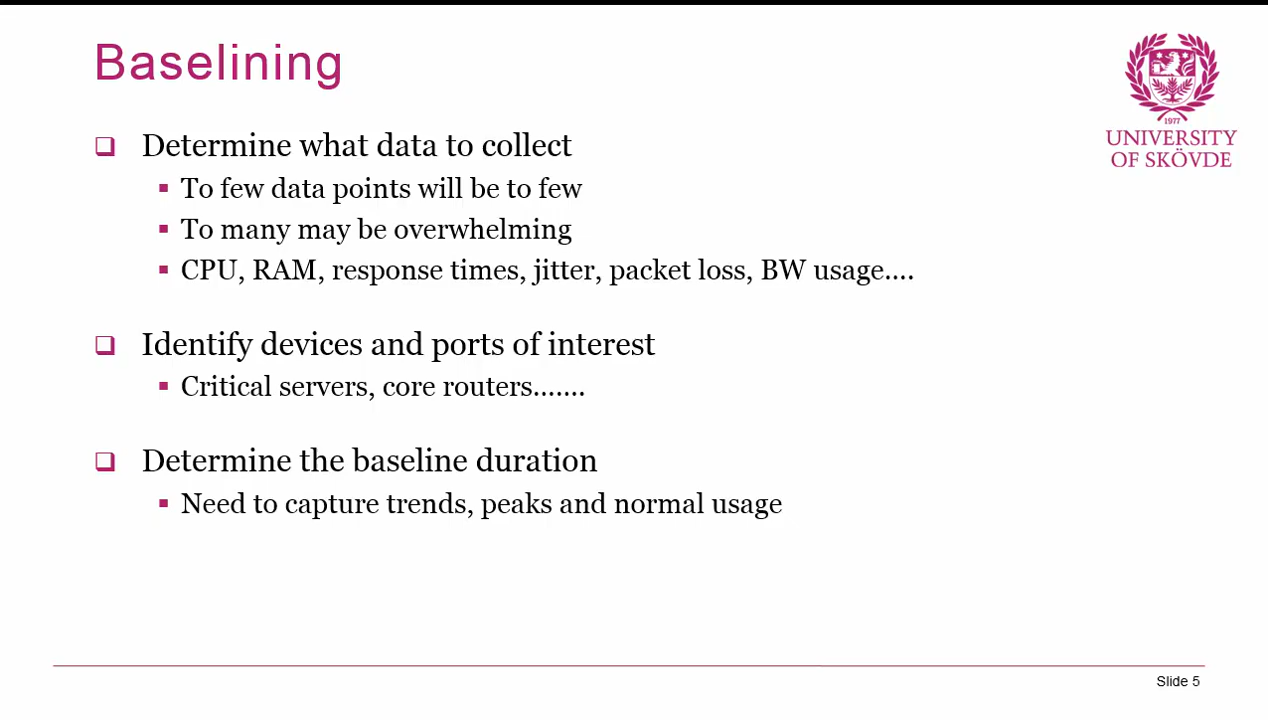 Baselining
1977
UNIVERSITY
OF SKÖVDE
Determine what data to collect
To few data points will be to few
To many may be overwhelming
CPU, RAM, response times, jitter, packet loss, BW usage....
Identify devices and ports of interest
Critical servers, core routers.......
Determine the baseline duration
Need to capture trends, peaks and normal usage
Slide 5